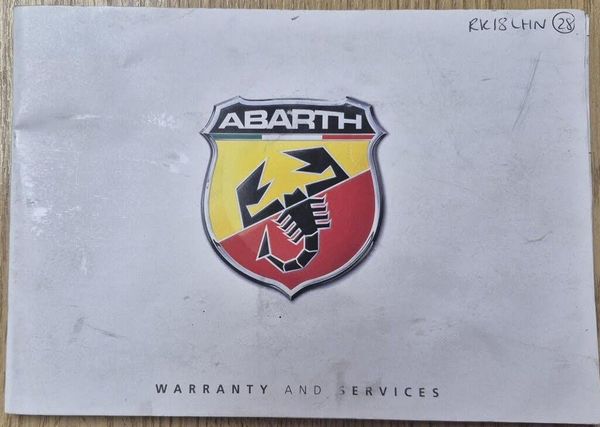 RK18LHN 28
ABARTH
WARRANTY AND SERVICES